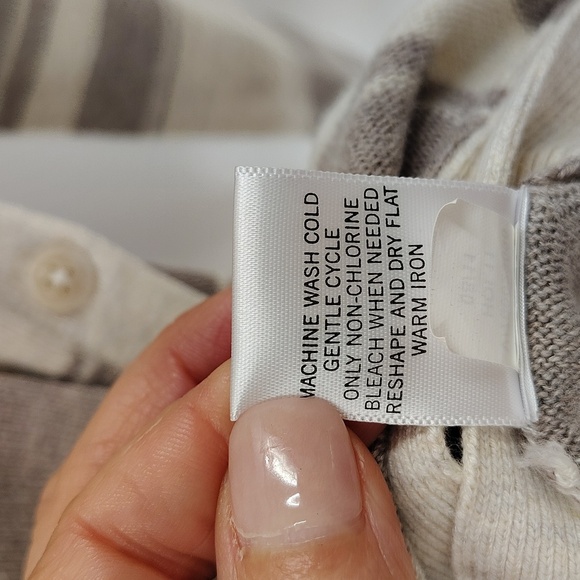 MACHINE WASH COLD
GENTLE CYCLE
ONLY NON-CHLORINE
BLEACH WHEN NEEDED
RESHAPE AND DRY FLAT
WARM IRON